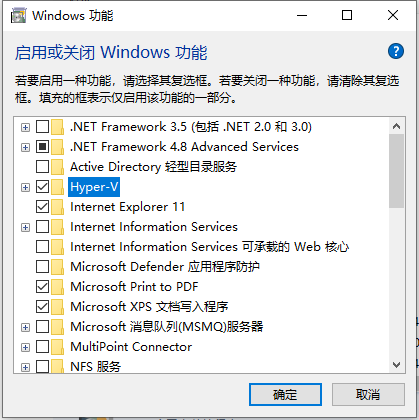 Windows 功能
启用或关闭 Windows 功能
若要启用一种功能，请选择其复选框。若要关闭一种功能，请清除其复选
框。填充的框表示仅启用该功能的一部分。
.NET Framework 3.5 (包括 .NET 2.0 和 3.0)
.NET Framework 4.8 Advanced Services
Active Directory 轻型目录服务
Hyper-V
Internet Explorer 11
Internet Information Services
Internet Information Services 可承载的 Web 核心
Microsoft Defender 应用程序防护
Microsoft Print to PDF
Microsoft XPS 文档写入程序
Microsoft 消息队列(MSMQ)服务器
MultiPoint Connector
NFS 服务
确定
取消